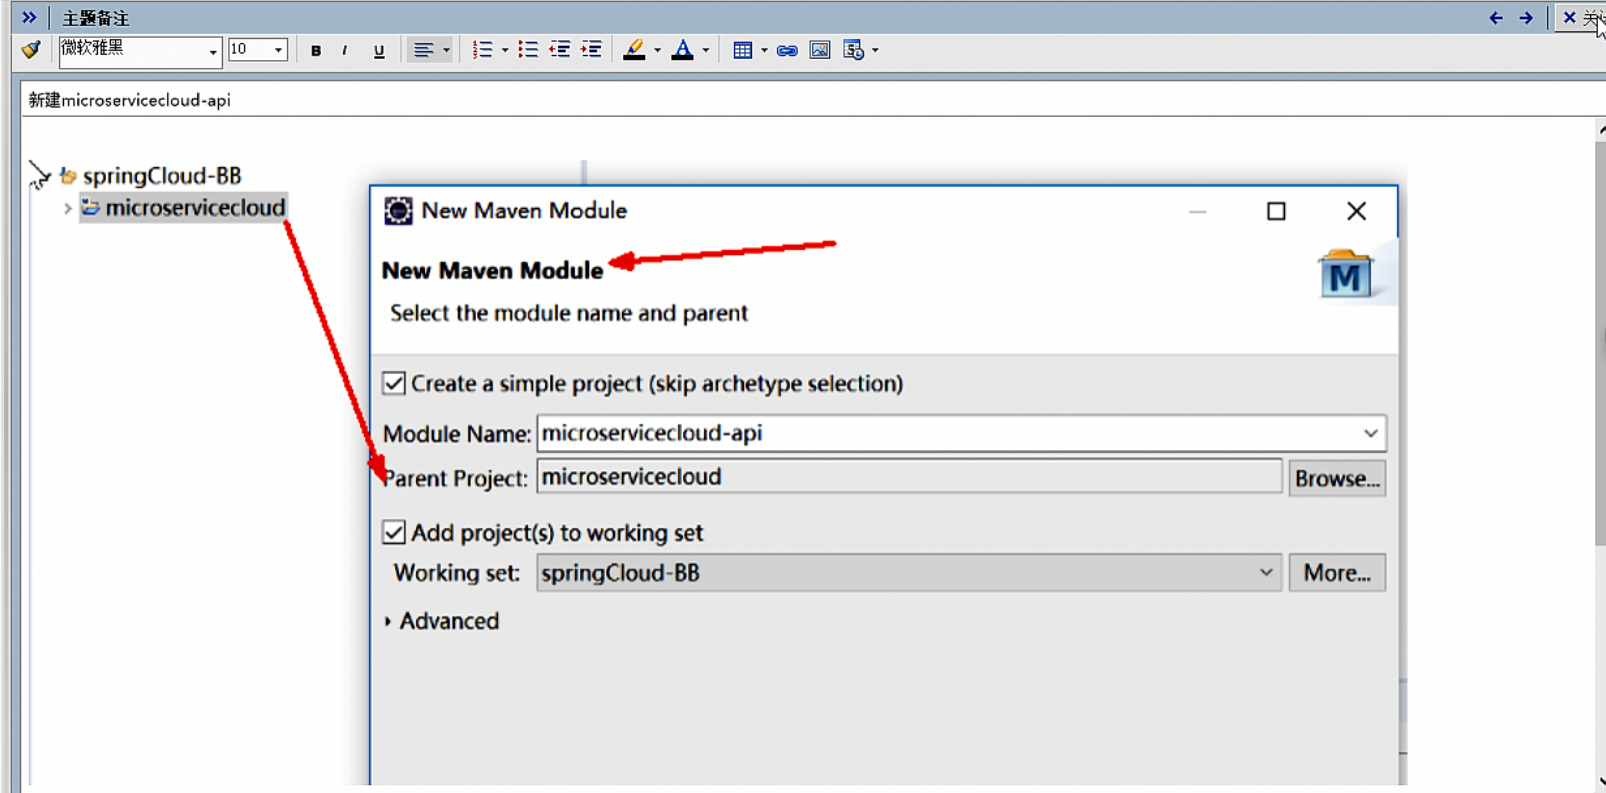 主题备注
微软雅黑 10 B I U
新建microservicecloud-api
springCloud-BB
microservicecloud
New Maven Module
New Maven Module
Select the module name and parent
M
Create a simple project (skip archetype selection)
Module Name: microservicecloud-api
Parent Project: microservicecloud Browse...
Add project(s) to working set
Working set: springCloud-BB More...
Advanced